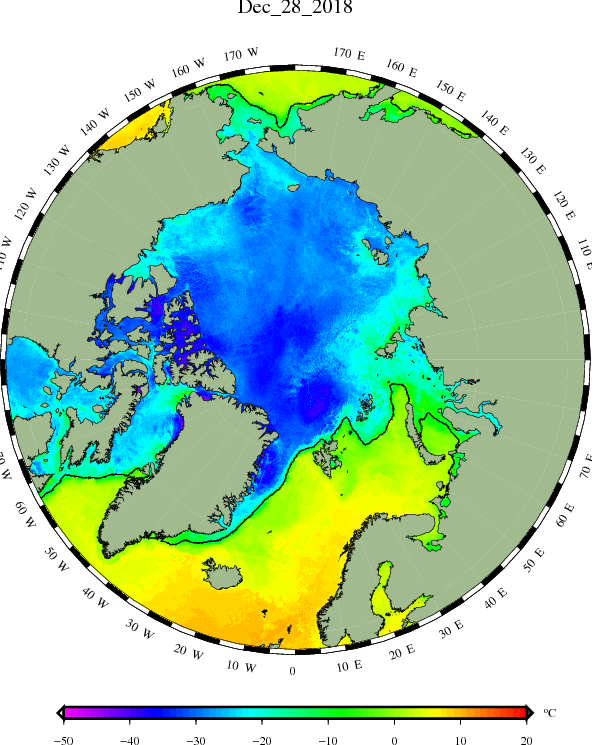 Dec_28_2018
170 W
170 E
160 W
160 E
150 W
150 E
140 W
140 E
130 W
130 E
120 W
120 E
110 E
70 E
60 W
60 E
50 W
50 E
40 W
40 E
30 W
30 E
20 W
20 E
10 W
10 E
0
°C
−50 −40 −30 −20 −10 0 10 20